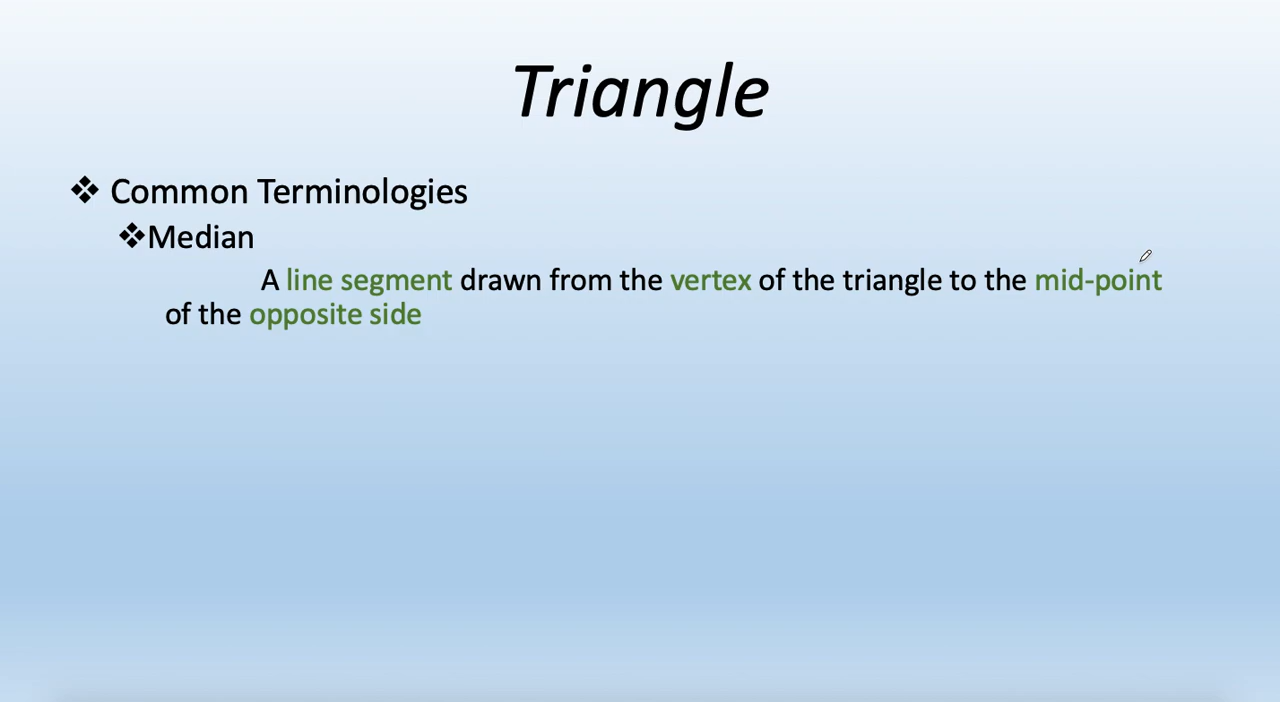 Triangle
❖ Common Terminologies
❖Median
A line segment drawn from the vertex of the triangle to the mid-point
of the opposite side